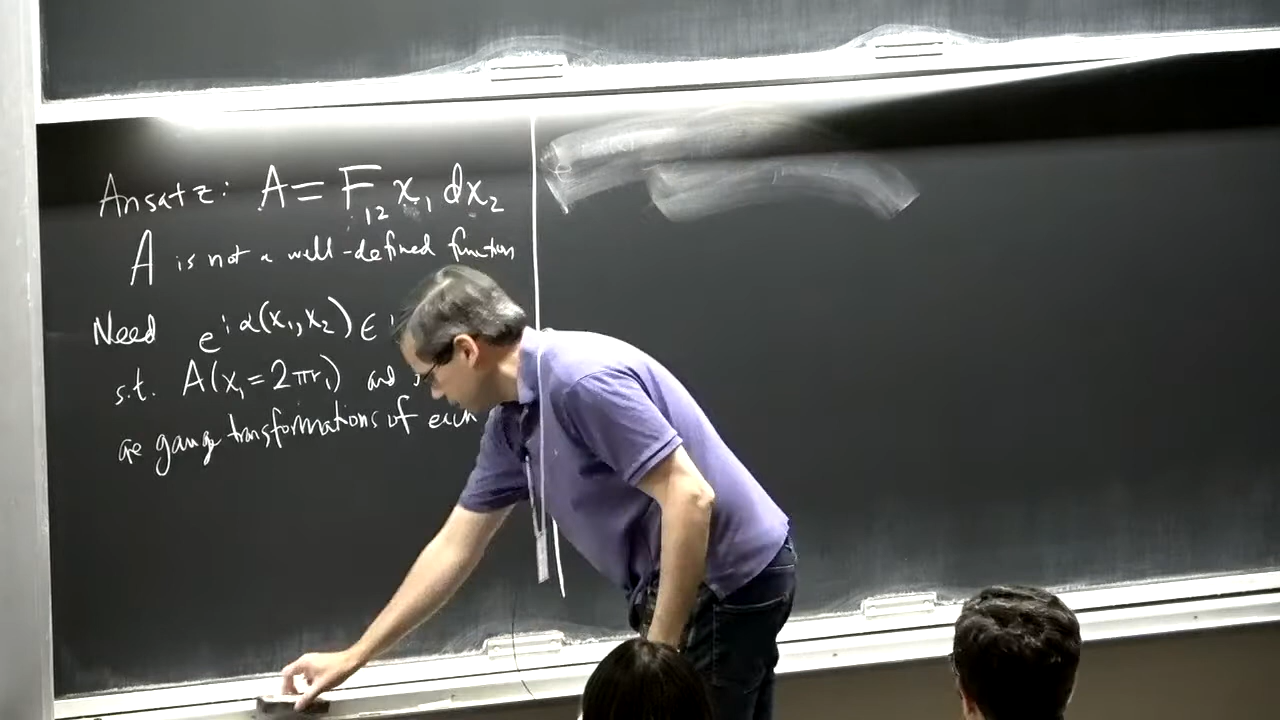 Ansatz: A = F₁₂ x₁ dx₂
A is not a well-defined function
Need e^{iα(x₁,x₂)} ∈
s.t. A(x₁=2πr₁) and
are gauge transformations of each